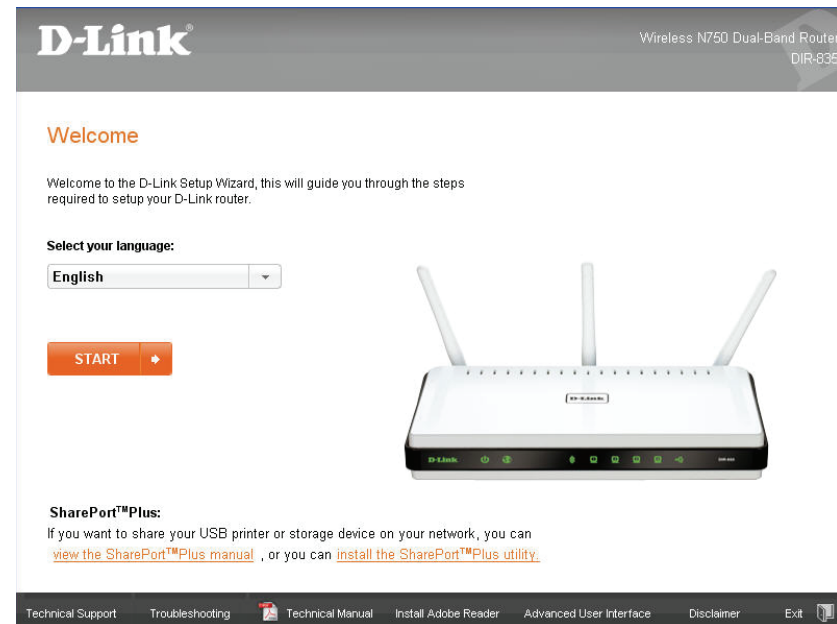 D-Link®
Wireless N750 Dual-Band Router
DIR-835
Welcome
Welcome to the D-Link Setup Wizard, this will guide you through the steps
required to setup your D-Link router.
Select your language:
English
START
D-Link
D-Link
SharePort™Plus:
If you want to share your USB printer or storage device on your network, you can
view the SharePort™Plus manual , or you can install the SharePort™Plus utility.
Technical Support Troubleshooting Technical Manual Install Adobe Reader Advanced User Interface Disclaimer Exit